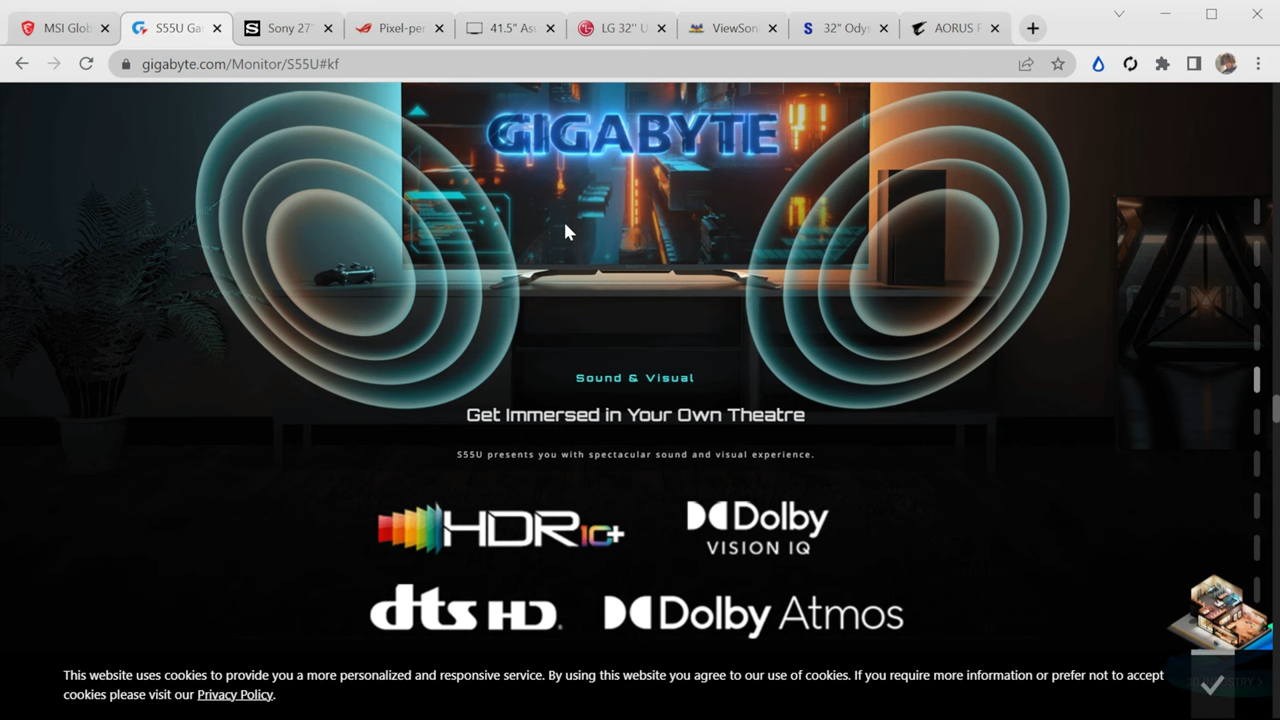 MSI Glob
S55U Ga
Sony 27"
Pixel-per
41.5" As
LG 32" U
ViewSon
32" Ody
AORUS F
gigabyte.com/Monitor/S55U#kf
GIGABYTE
Sound & Visual
Get Immersed in Your Own Theatre
S55U presents you with spectacular sound and visual experience.
HDR10+
Dolby
VISION IQ
dts HD®
Dolby Atmos
This website uses cookies to provide you a more personalized and responsive service. By using this website you agree to our use of cookies. If you require more information or prefer not to accept
cookies please visit our Privacy Policy.